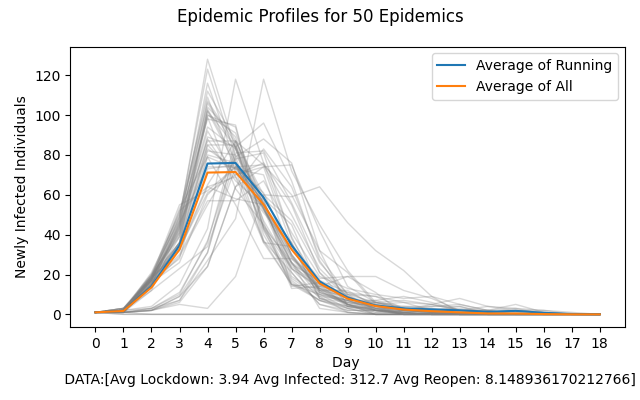 Epidemic Profiles for 50 Epidemics
Average of Running
Average of All
Newly Infected Individuals
120
100
80
60
40
20
0
0 1 2 3 4 5 6 7 8 9 10 11 12 13 14 15 16 17 18
Day
DATA:[Avg Lockdown: 3.94 Avg Infected: 312.7 Avg Reopen: 8.148936170212766]